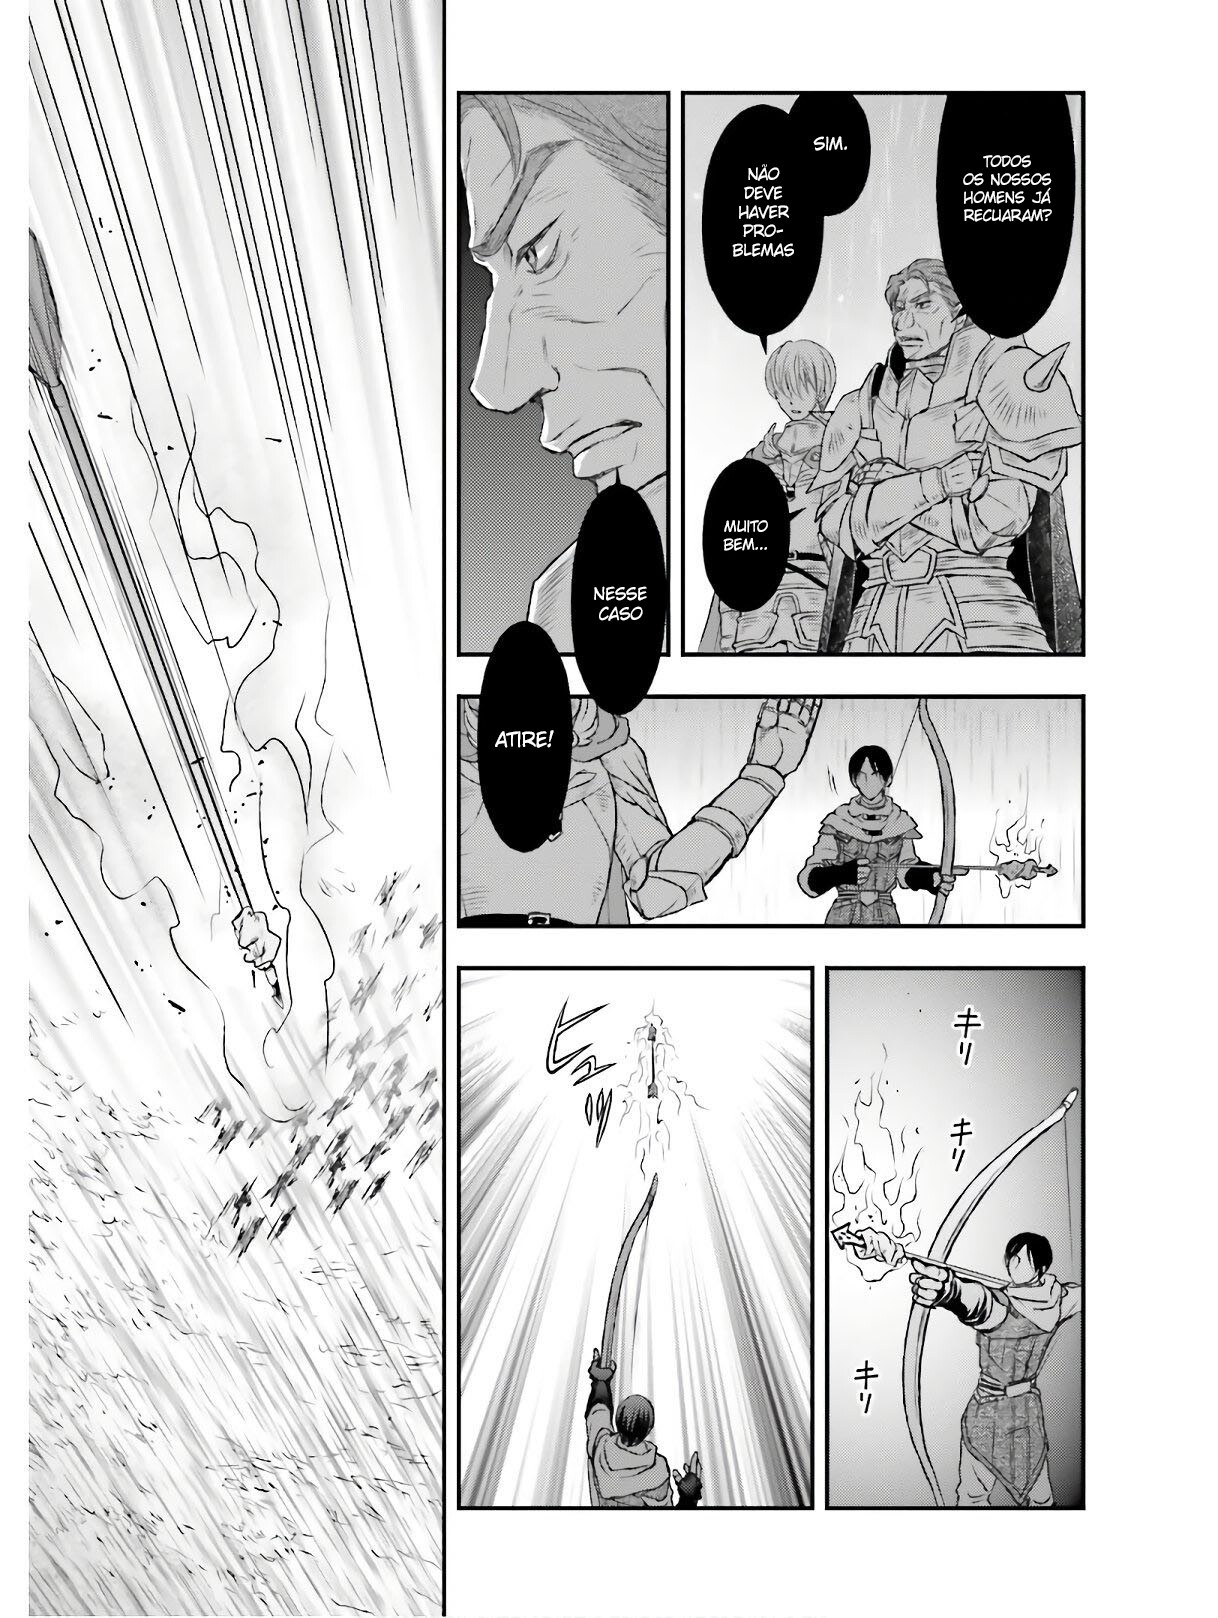 TODOS
OS NOSSOS
HOMENS JÁ
RECUARAM?
SIM.
NÃO
DEVE
HAVER
PRO-
BLEMAS
MUITO
BEM...
NESSE
CASO
ATIRE!
キリ
キリ
キリ
ヒュッ